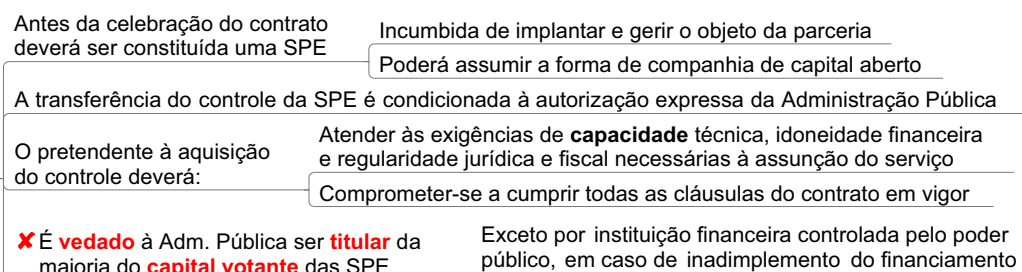 Antes da celebração do contrato
deverá ser constituída uma SPE
Incumbida de implantar e gerir o objeto da parceria
Poderá assumir a forma de companhia de capital aberto
A transferência do controle da SPE é condicionada à autorização expressa da Administração Pública
O pretendente à aquisição
do controle deverá:
Atender às exigências de capacidade técnica, idoneidade financeira
e regularidade jurídica e fiscal necessárias à assunção do serviço
Comprometer-se a cumprir todas as cláusulas do contrato em vigor
✘ É vedado à Adm. Pública ser titular da
maioria do capital votante das SPE
Exceto por instituição financeira controlada pelo poder
público, em caso de inadimplemento do financiamento